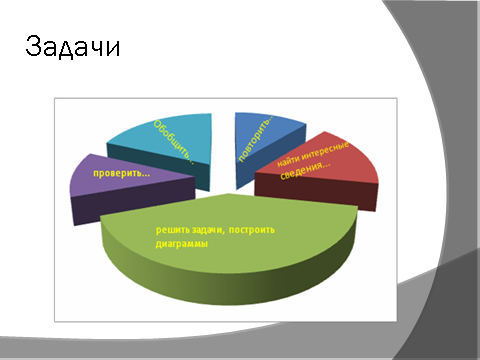 Задачи
Обобщить...
повторить...
найти интересные
сведения...
проверить...
решить задачи, построить
диаграммы